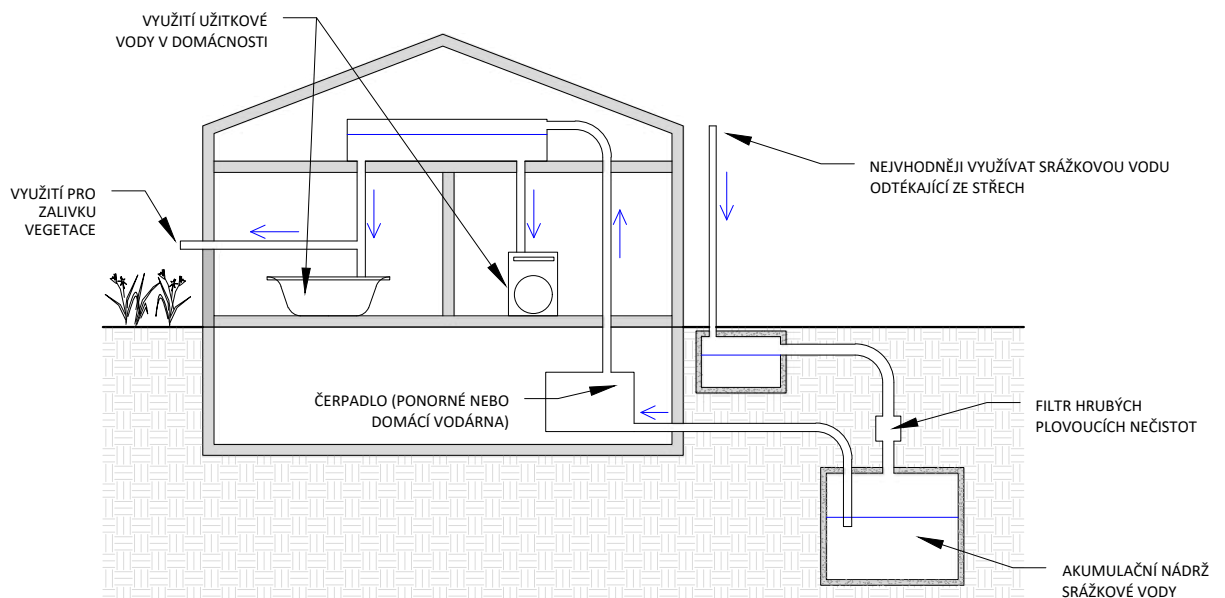 VYUŽITÍ UŽITKOVÉ
VODY V DOMÁCNOSTI
NEJVHODNĚJI VYUŽÍVAT SRÁŽKOVOU VODU
ODTÉKAJÍCÍ ZE STŘECH
VYUŽITÍ PRO
ZALIVKU
VEGETACE
ČERPADLO (PONORNÉ NEBO
DOMÁCÍ VODÁRNA)
FILTR HRUBÝCH
PLOVOUCÍCH NEČISTOT
AKUMULAČNÍ NÁDRŽ
SRÁŽKOVÉ VODY